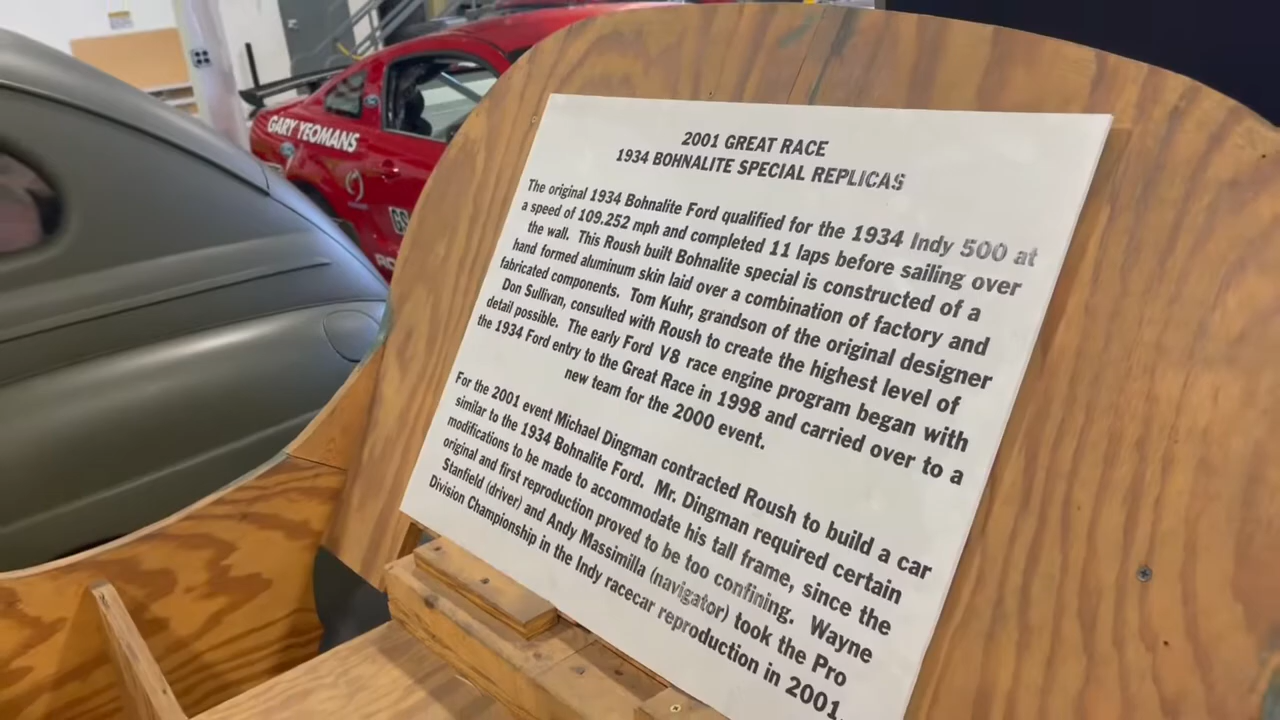 GARY YEOMANS
2001 GREAT RACE
1934 BOHNALITE SPECIAL REPLICAS
The original 1934 Bohnalite Ford qualified for the 1934 Indy 500 at
a speed of 109.252 mph and completed 11 laps before sailing over
the wall. This Roush built Bohnalite special is constructed of a
hand formed aluminum skin laid over a combination of factory and
fabricated components. Tom Kuhr, grandson of the original designer
Don Sullivan, consulted with Roush to create the highest level of
detail possible. The early Ford V8 race engine program began with
the 1934 Ford entry to the Great Race in 1998 and carried over to a
new team for the 2000 event.
For the 2001 event Michael Dingman contracted Roush to build a car
similar to the 1934 Bohnalite Ford. Mr. Dingman required certain
modifications to be made to accommodate his tall frame, since the
original and first reproduction proved to be too confining. Wayne
Stanfield (driver) and Andy Massimilla (navigator) took the Pro
Division Championship in the Indy racecar reproduction in 2001.